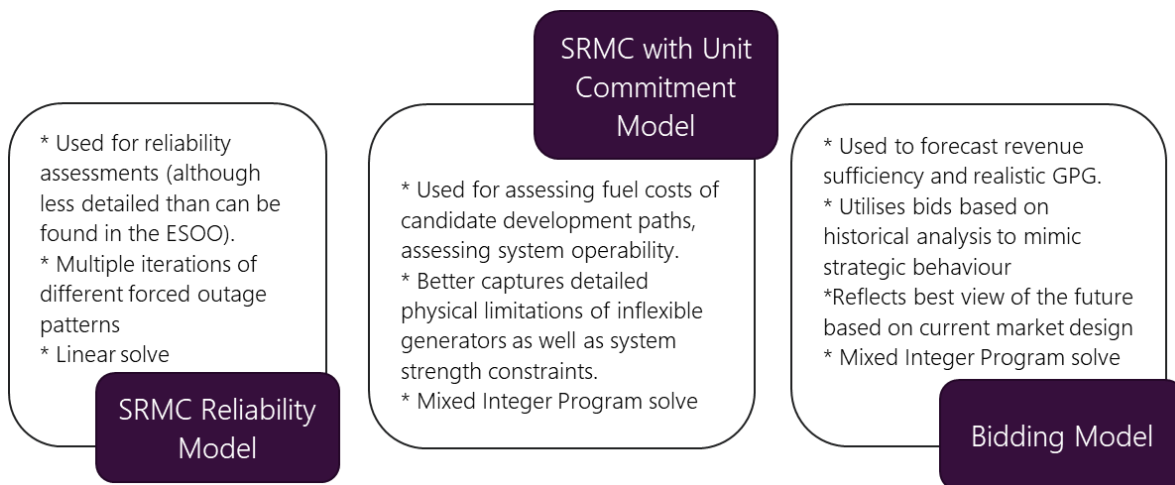 * Used for reliability
assessments (although
less detailed than can be
found in the ESOO).
* Multiple iterations of
different forced outage
patterns
* Linear solve
SRMC Reliability
Model
SRMC with Unit
Commitment
Model
* Used for assessing fuel costs of
candidate development paths,
assessing system operability.
* Better captures detailed
physical limitations of inflexible
generators as well as system
strength constraints.
* Mixed Integer Program solve
* Used to forecast revenue
sufficiency and realistic GPG.
* Utilises bids based on
historical analysis to mimic
strategic behaviour
*Reflects best view of the future
based on current market design
* Mixed Integer Program solve
Bidding Model